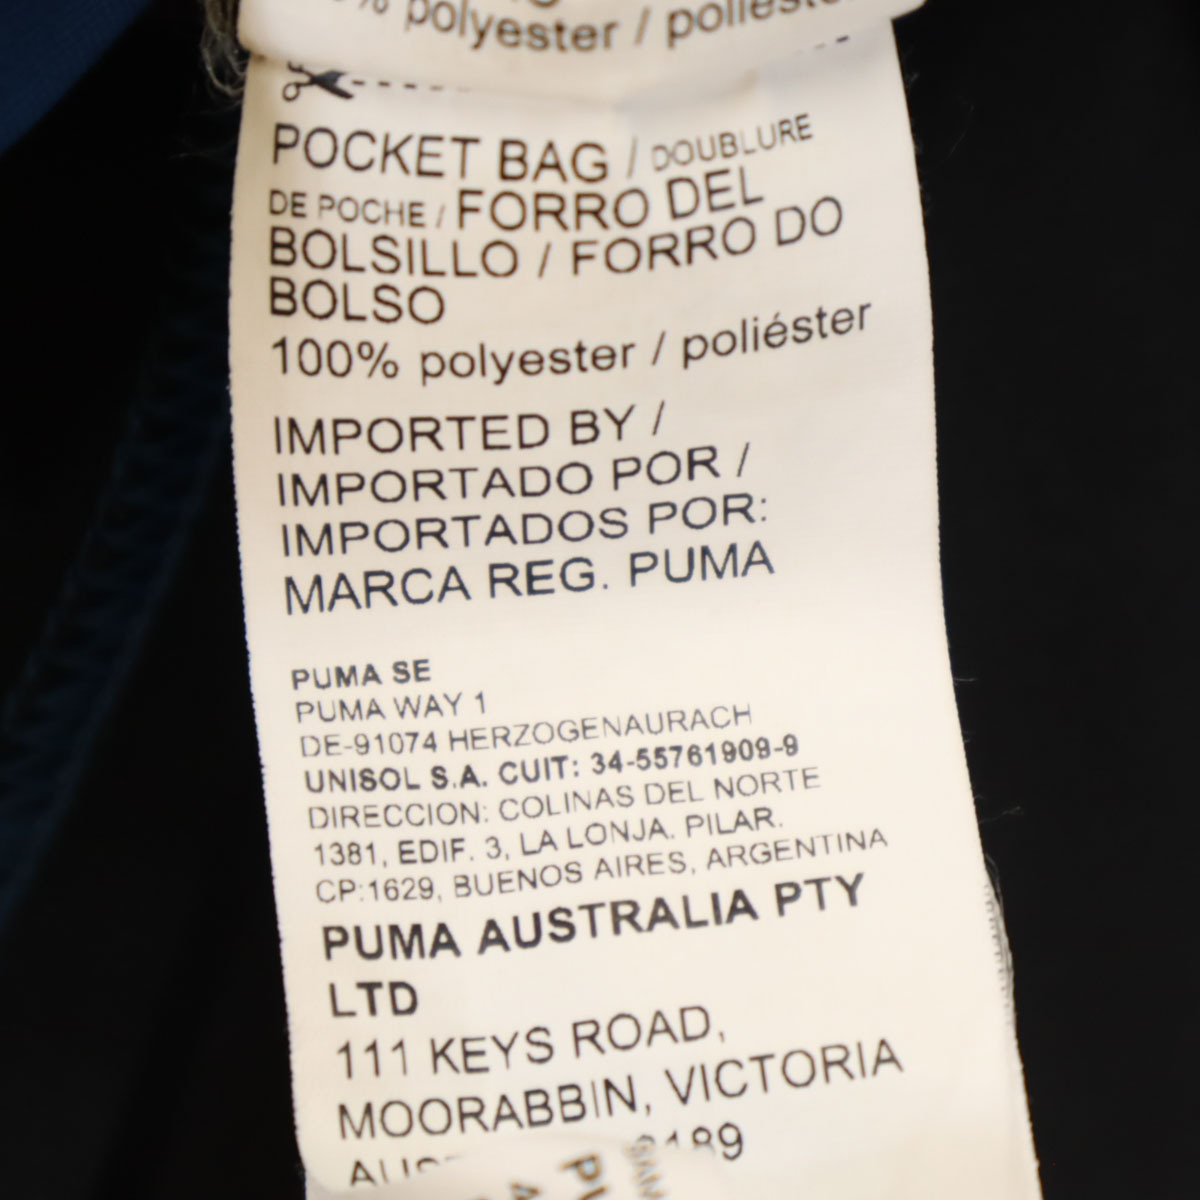 % polyester / poliéster
POCKET BAG / DOUBLURE
DE POCHE / FORRO DEL
BOLSILLO / FORRO DO
BOLSO
100% polyester / poliéster
IMPORTED BY /
IMPORTADO POR /
IMPORTADOS POR:
MARCA REG. PUMA
PUMA SE
PUMA WAY 1
DE-91074 HERZOGENAURACH
UNISOL S.A. CUIT: 34-55761909-9
DIRECCION: COLINAS DEL NORTE
1381, EDIF. 3, LA LONJA. PILAR.
CP:1629, BUENOS AIRES, ARGENTINA
PUMA AUSTRALIA PTY
LTD
111 KEYS ROAD,
MOORABBIN, VICTORIA